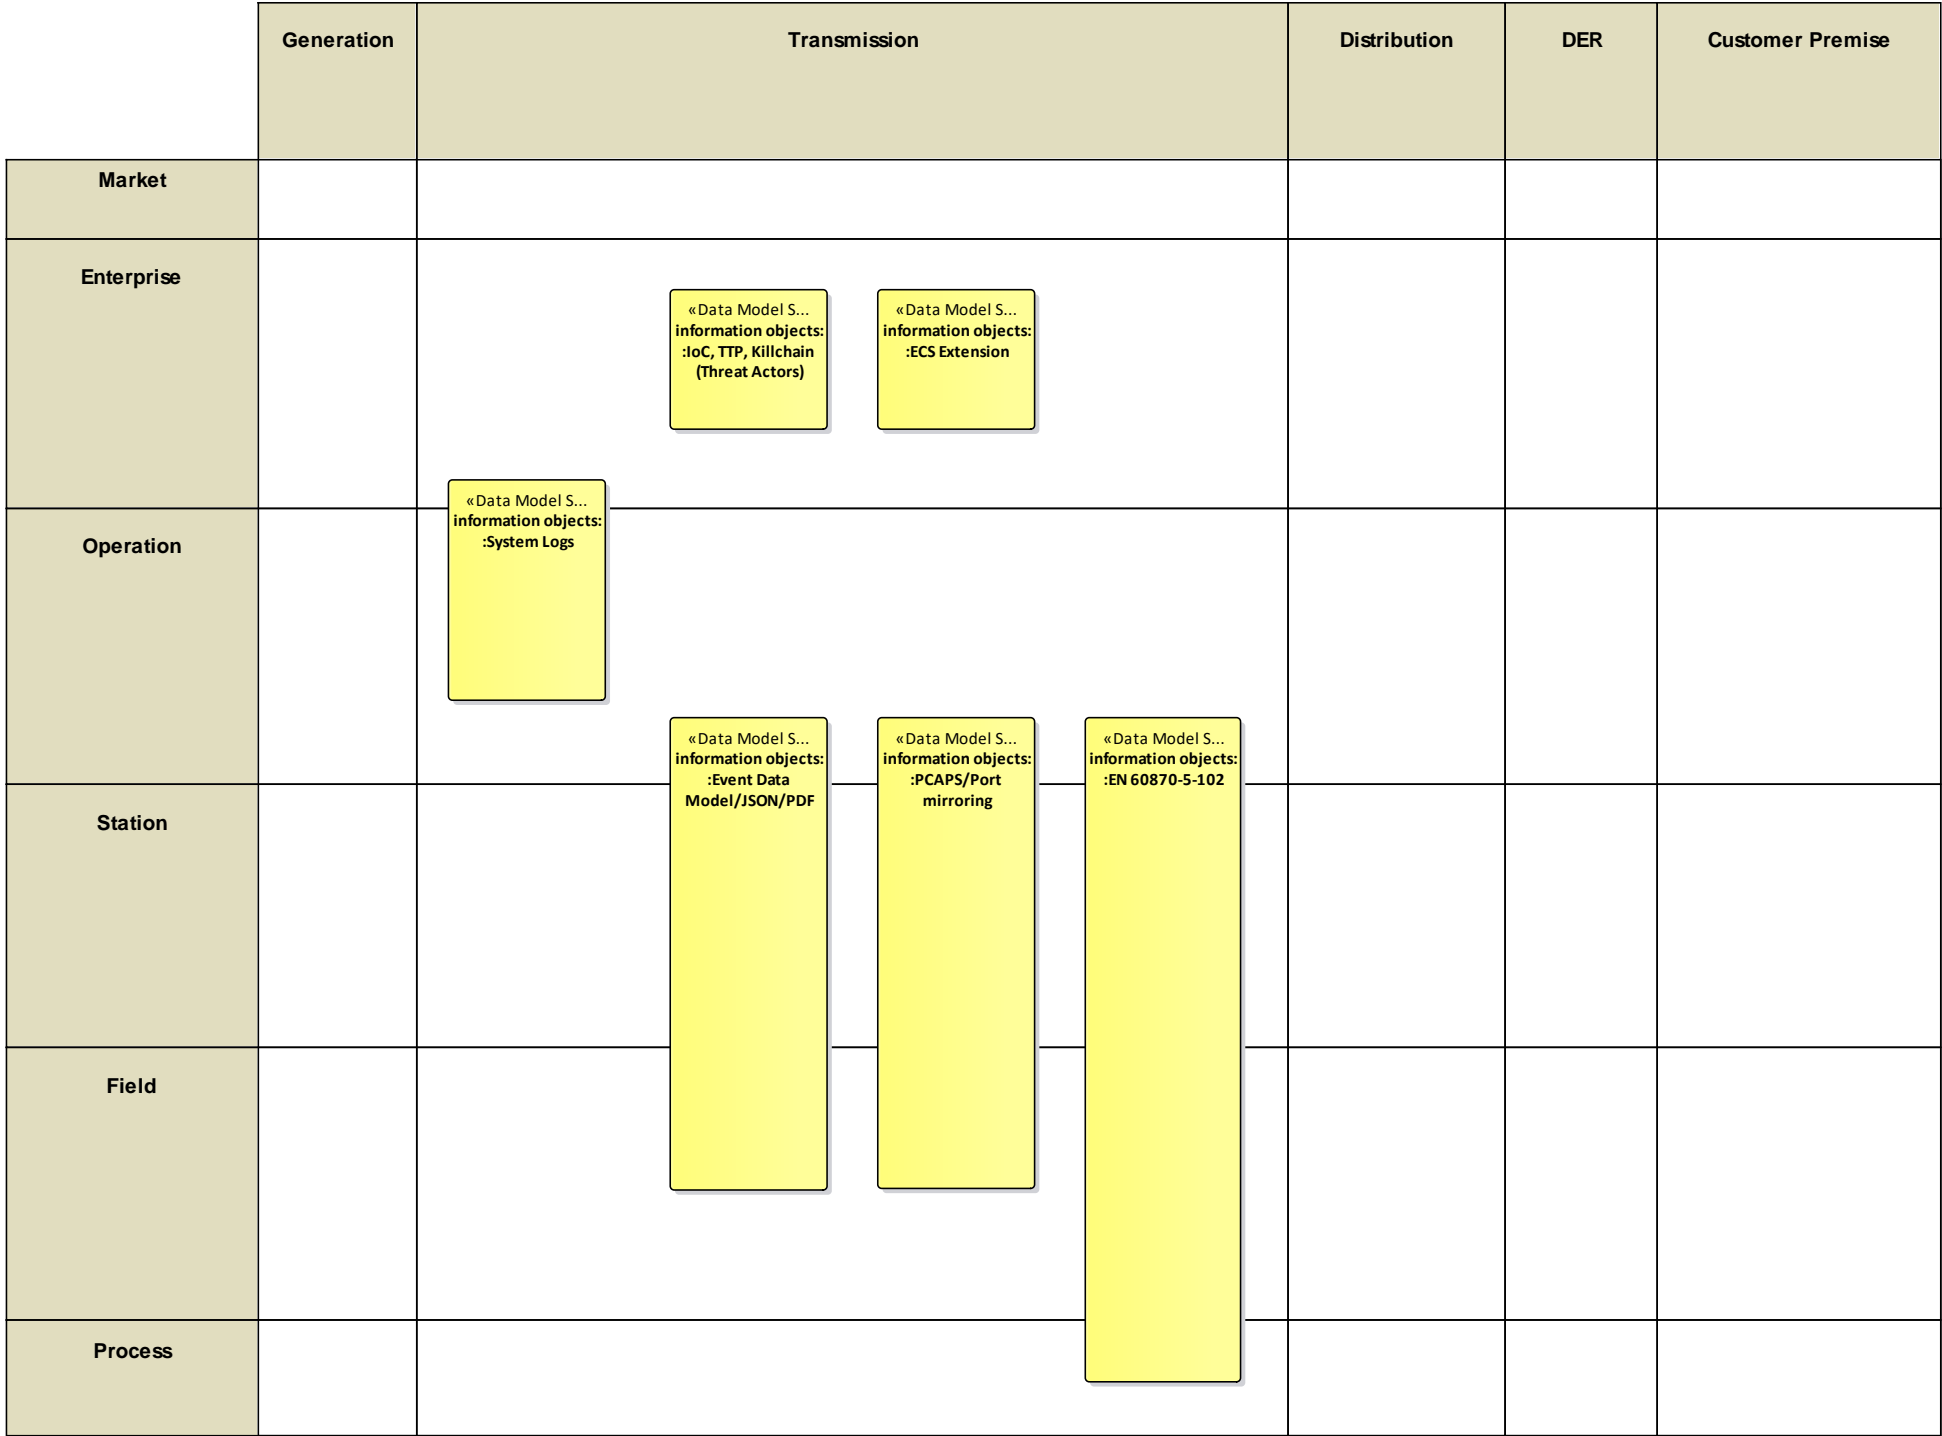 Generation
Transmission
Distribution
DER
Customer Premise
Market
Enterprise
«Data Model S...
information objects:
:IoC, TTP, Killchain
(Threat Actors)
«Data Model S...
information objects:
:ECS Extension
«Data Model S...
information objects:
:System Logs
Operation
«Data Model S...
information objects:
:Event Data
Model/JSON/PDF
«Data Model S...
information objects:
:PCAPS/Port
mirroring
«Data Model S...
information objects:
:EN 60870-5-102
Station
Field
Process